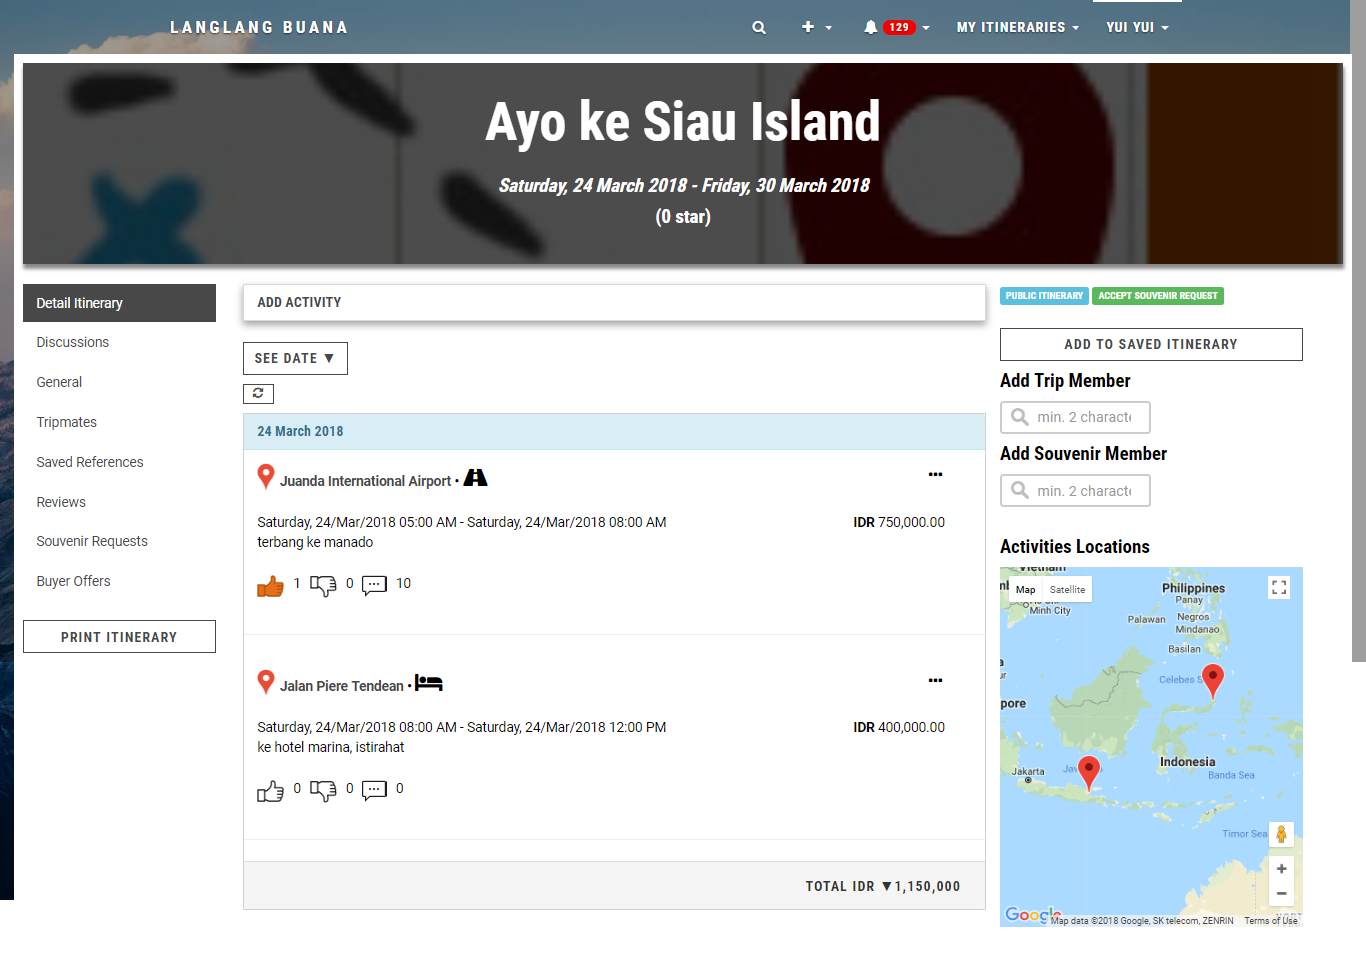 LANGLANG BUANA
129
MY ITINERARIES
YUI YUI
Ayo ke Siau Island
Saturday, 24 March 2018 - Friday, 30 March 2018
(0 star)
Detail Itinerary
Discussions
General
Tripmates
Saved References
Reviews
Souvenir Requests
Buyer Offers
PRINT ITINERARY
ADD ACTIVITY
SEE DATE ▼
24 March 2018
Juanda International Airport •
Saturday, 24/Mar/2018 05:00 AM - Saturday, 24/Mar/2018 08:00 AM
IDR 750,000.00
terbang ke manado
1 0 10
Jalan Piere Tendean •
Saturday, 24/Mar/2018 08:00 AM - Saturday, 24/Mar/2018 12:00 PM
IDR 400,000.00
ke hotel marina, istirahat
0 0 0
TOTAL IDR ▼1,150,000
PUBLIC ITINERARY ACCEPT SOUVENIR REQUEST
ADD TO SAVED ITINERARY
Add Trip Member
min. 2 characte
Add Souvenir Member
min. 2 characte
Activities Locations
Vietnam
Map Satellite
Minh City
Philippines
Panay
Palawan
Negros
Mindanao
Basilan
Celebes S
pore
Indonesia
Jakarta
Banda Sea
Timor Sea
Google
Map data ©2018 Google, SK telecom, ZENRIN Terms of Use